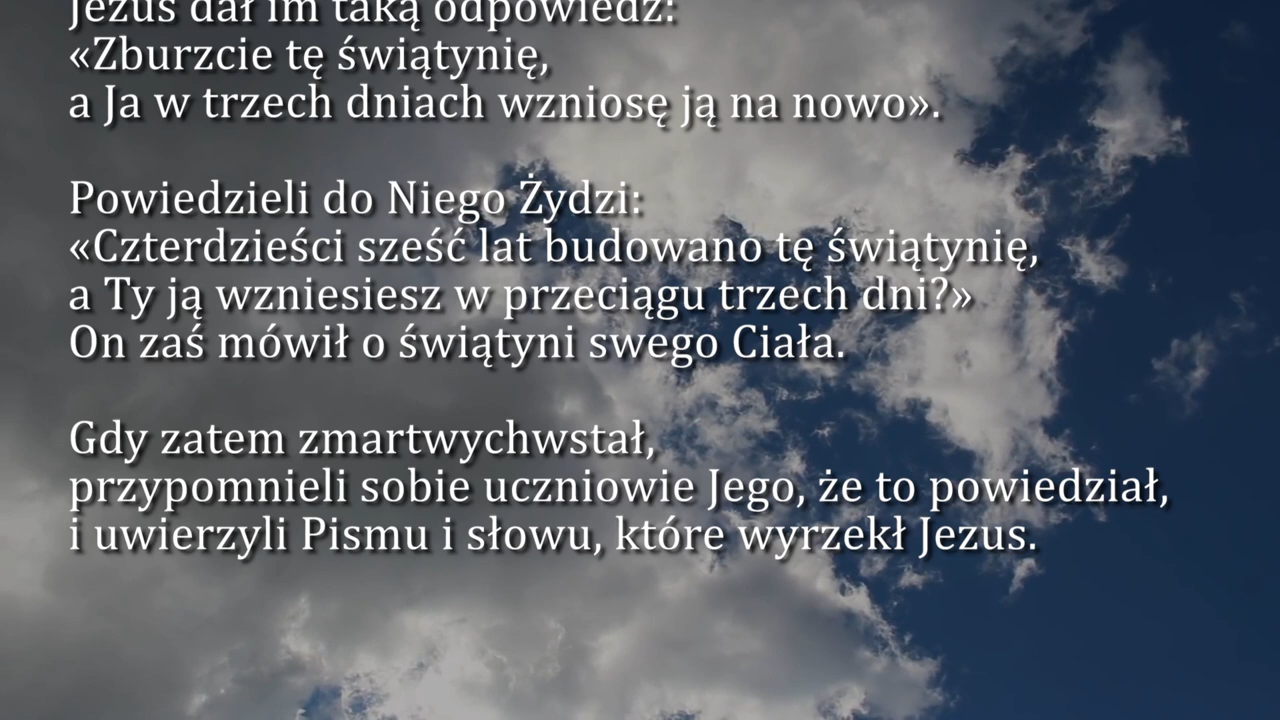 Jezus dał im taką odpowiedź:
«Zburzcie tę świątynię,
a Ja w trzech dniach wzniosę ją na nowo».
Powiedzieli do Niego Żydzi:
«Czterdzieści sześć lat budowano tę świątynię,
a Ty ją wzniesiesz w przeciągu trzech dni?»
On zaś mówił o świątyni swego Ciała.
Gdy zatem zmartwychwstał,
przypomnieli sobie uczniowie Jego, że to powiedział,
i uwierzyli Pismu i słowu, które wyrzekł Jezus.